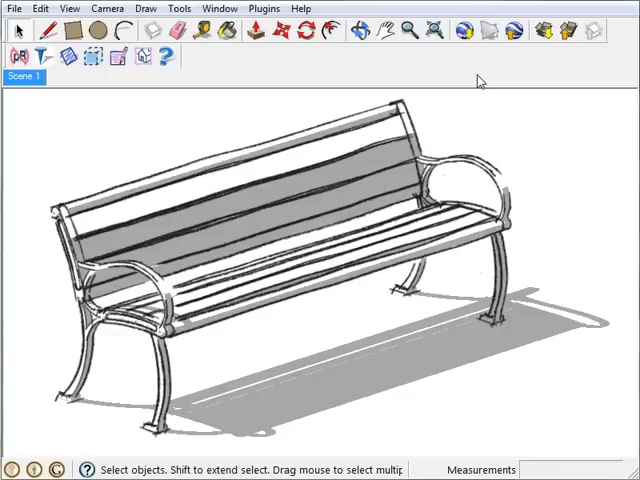 File Edit View Camera Draw Tools Window Plugins Help
Scene 1
Select objects. Shift to extend select. Drag mouse to select multip
Measurements